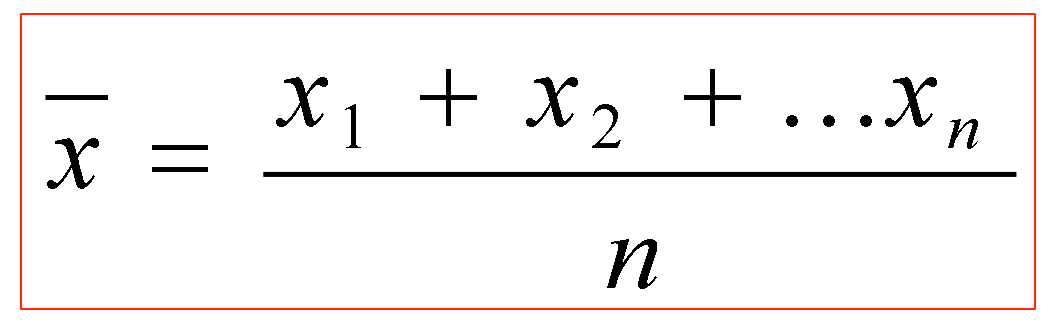 x̅ = (x₁ + x₂ + …xₙ) / n